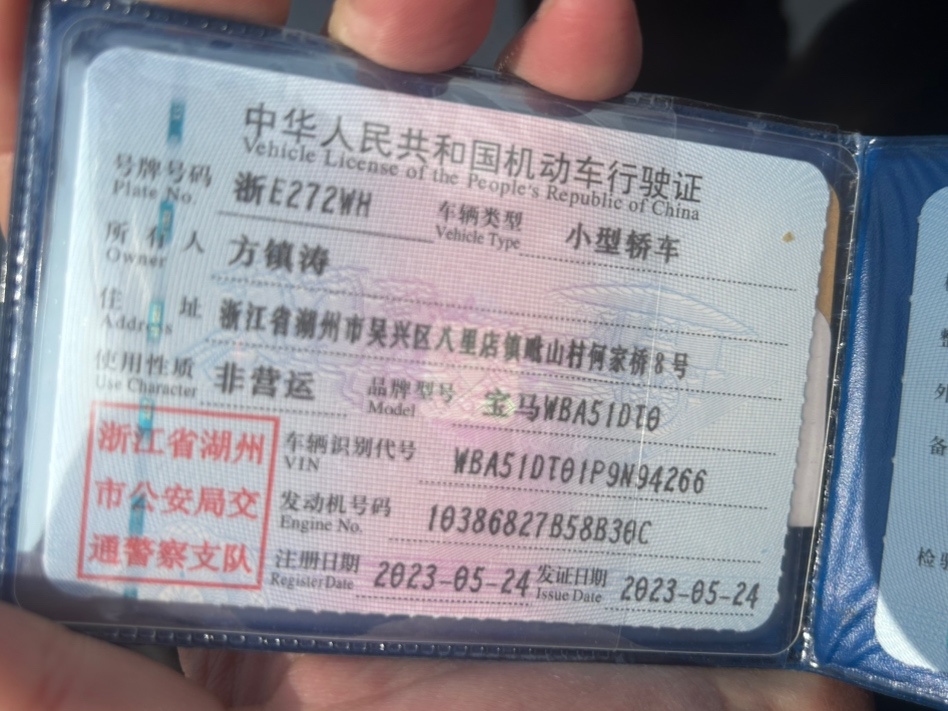 中华人民共和国机动车行驶证
Vehicle License of the People's Republic of China
号牌号码 浙E272WH 车辆类型 小型轿车
Plate No. Vehicle Type
所有人 方镇涛
Owner
住址 浙江省湖州市吴兴区八里店镇毗山村何家桥8号
Address
使用性质 非营运 品牌型号 宝马WBA51DT0
Use Character Model
浙江省湖州
市公安局交
通警察支队
车辆识别代号 WBA51DT01P9N94266
VIN
发动机号码 10386827B58B30C
Engine No.
注册日期 2023-05-24 发证日期 2023-05-24
Register Date Issue Date
外
备
检验